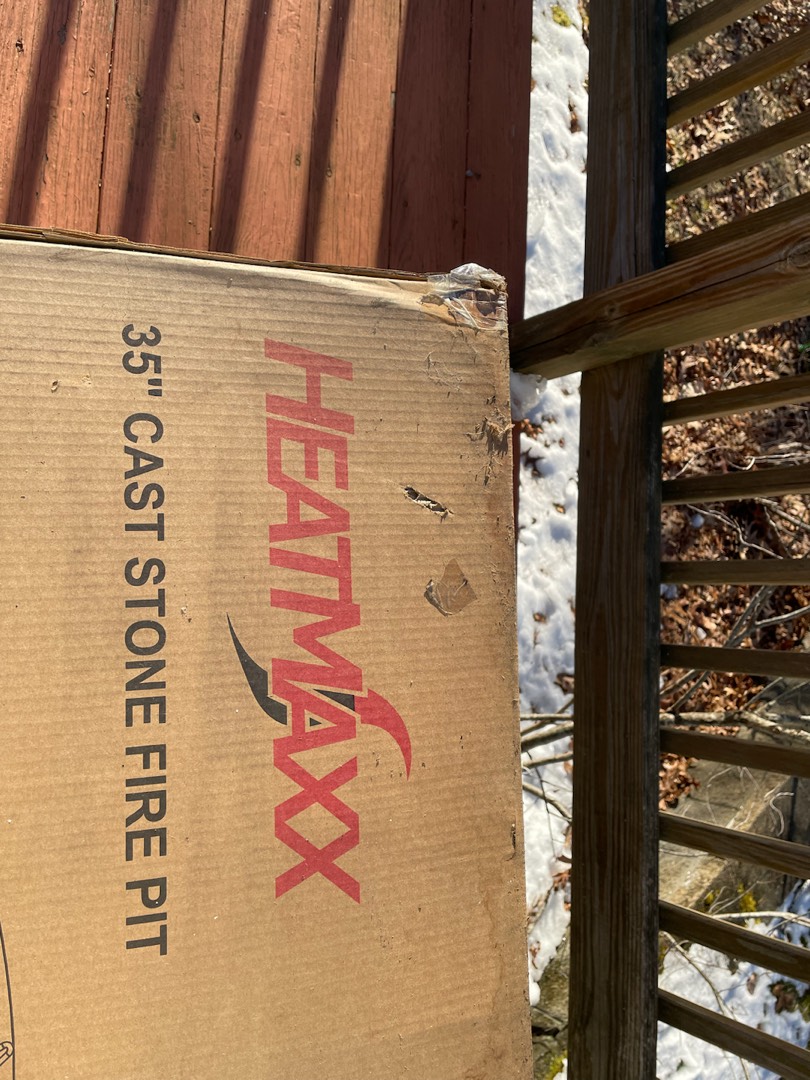 HEATMAXX
35" CAST STONE FIRE PIT